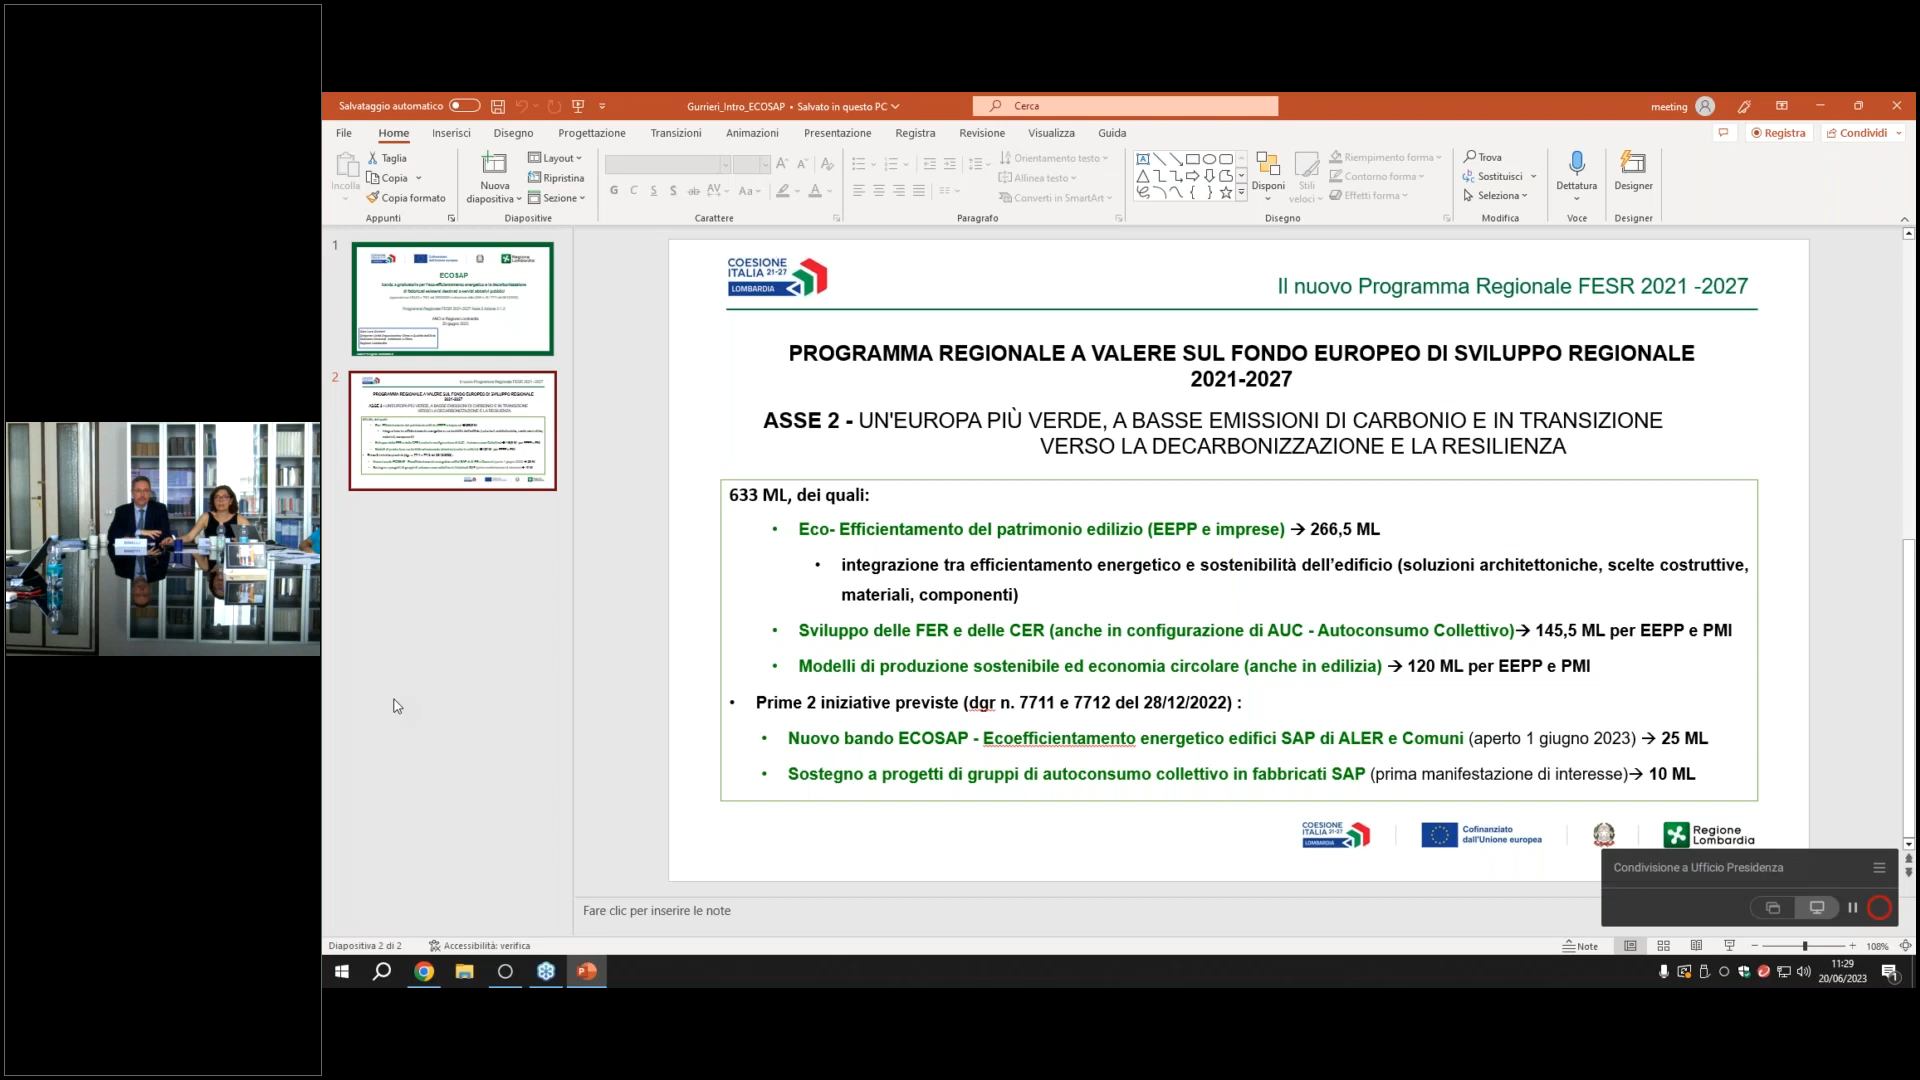 Salvataggio automatico
Gurrieri_Intro_ECOSAP • Salvato in questo PC
Cerca
meeting
File Home Inserisci Disegno Progettazione Transizioni Animazioni Presentazione Registra Revisione Visualizza Guida
Registra
Condividi
Incolla
Taglia
Copia
Copia formato
Appunti
Nuova
diapositiva
Layout
Ripristina
Sezione
Diapositive
G C S S ab AV Aa A
Carattere
Orientamento testo
Allinea testo
Converti in SmartArt
Paragrafo
Disponi
Stili
veloci
Riempimento forma
Contorno forma
Effetti forma
Disegno
Trova
Sostituisci
Seleziona
Modifica
Dettatura
Voce
Designer
Designer
1
ECOSAP
2
COESIONE
ITALIA 21-27
LOMBARDIA
Il nuovo Programma Regionale FESR 2021 -2027
PROGRAMMA REGIONALE A VALERE SUL FONDO EUROPEO DI SVILUPPO REGIONALE
2021-2027
ASSE 2 - UN'EUROPA PIÙ VERDE, A BASSE EMISSIONI DI CARBONIO E IN TRANSIZIONE
VERSO LA DECARBONIZZAZIONE E LA RESILIENZA
633 ML, dei quali:
• Eco- Efficientamento del patrimonio edilizio (EEPP e imprese) → 266,5 ML
• integrazione tra efficientamento energetico e sostenibilità dell’edificio (soluzioni architettoniche, scelte costruttive,
materiali, componenti)
• Sviluppo delle FER e delle CER (anche in configurazione di AUC - Autoconsumo Collettivo)→ 145,5 ML per EEPP e PMI
• Modelli di produzione sostenibile ed economia circolare (anche in edilizia) → 120 ML per EEPP e PMI
• Prime 2 iniziative previste (dgr n. 7711 e 7712 del 28/12/2022) :
• Nuovo bando ECOSAP - Ecoefficientamento energetico edifici SAP di ALER e Comuni (aperto 1 giugno 2023) → 25 ML
• Sostegno a progetti di gruppi di autoconsumo collettivo in fabbricati SAP (prima manifestazione di interesse)→ 10 ML
COESIONE
ITALIA 21-27
LOMBARDIA
Cofinanziato
dall'Unione europea
Regione
Lombardia
Condivisione a Ufficio Presidenza
Fare clic per inserire le note
Diapositiva 2 di 2
Accessibilità: verifica
Note
108%
11:29
20/06/2023